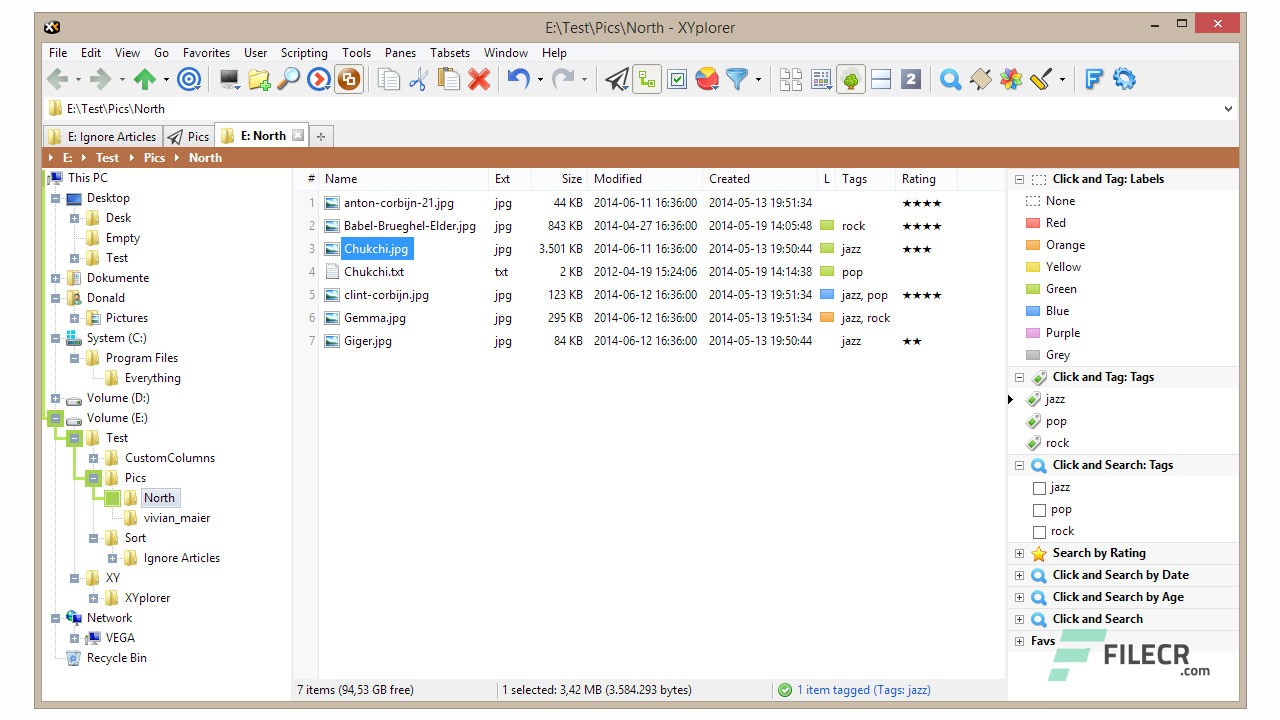 E:\Test\Pics\North - XYplorer
File Edit View Go Favorites User Scripting Tools Panes Tabsets Window Help
2
E:\Test\Pics\North
E: Ignore Articles Pics E: North
E: Test Pics North
This PC
Desktop
Desk
Empty
Test
Dokumente
Donald
Pictures
System (C:)
Program Files
Everything
Volume (D:)
Volume (E:)
Test
CustomColumns
Pics
North
vivian_maier
Sort
Ignore Articles
XY
XYplorer
Network
VEGA
Recycle Bin
# Name Ext Size Modified Created L Tags Rating
1 anton-corbijn-21.jpg jpg 44 KB 2014-06-11 16:36:00 2014-05-13 19:51:34 ★★★★
2 Babel-Brueghel-Elder.jpg jpg 843 KB 2014-04-27 16:36:00 2014-05-19 14:05:48 rock ★★★★
3 Chukchi.jpg jpg 3.501 KB 2014-06-11 16:36:00 2014-05-13 19:50:44 jazz ★★★
4 Chukchi.txt txt 2 KB 2012-04-19 15:24:06 2014-05-19 14:14:38 pop
5 clint-corbijn.jpg jpg 123 KB 2014-06-12 16:36:00 2014-05-13 19:51:34 jazz, pop ★★★★
6 Gemma.jpg jpg 295 KB 2014-06-12 16:36:00 2014-05-13 19:51:34 jazz, rock
7 Giger.jpg jpg 84 KB 2014-06-12 16:36:00 2014-05-13 19:50:44 jazz ★★
Click and Tag: Labels
None
Red
Orange
Yellow
Green
Blue
Purple
Grey
Click and Tag: Tags
jazz
pop
rock
Click and Search: Tags
jazz
pop
rock
Search by Rating
Click and Search by Date
Click and Search by Age
Click and Search
Favs
FILECR
.com
7 items (94,53 GB free) 1 selected: 3,42 MB (3.584.293 bytes) 1 item tagged (Tags: jazz)